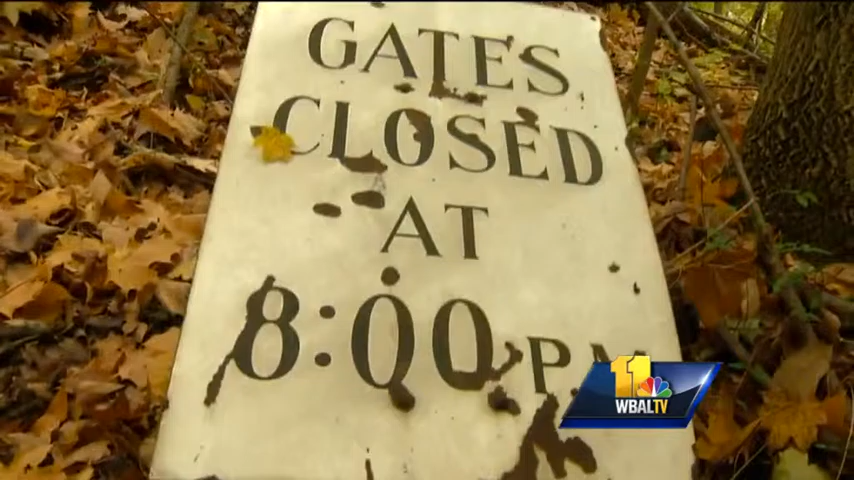 GATES
CLOSED
AT
8:00 PM
11
WBALTV